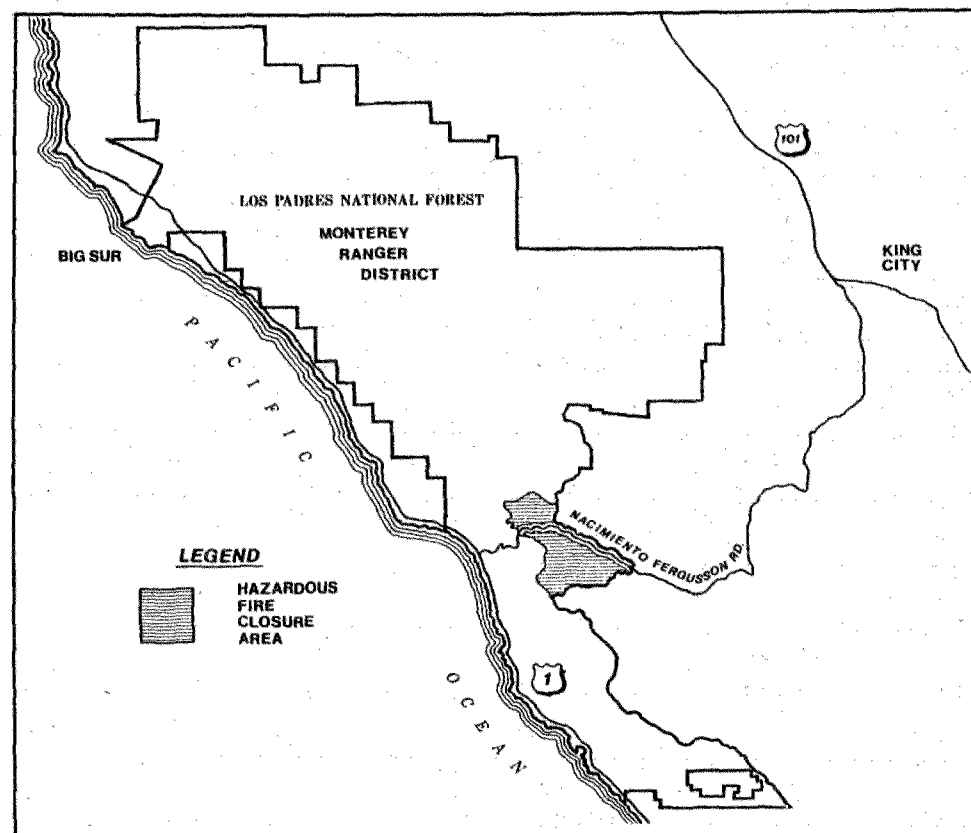 101
LOS PADRES NATIONAL FOREST
MONTEREY
RANGER
DISTRICT
BIG SUR
KING
CITY
PACIFIC
NACIMIENTO FERGUSSON RD.
LEGEND
HAZARDOUS
FIRE
CLOSURE
AREA
1
OCEAN